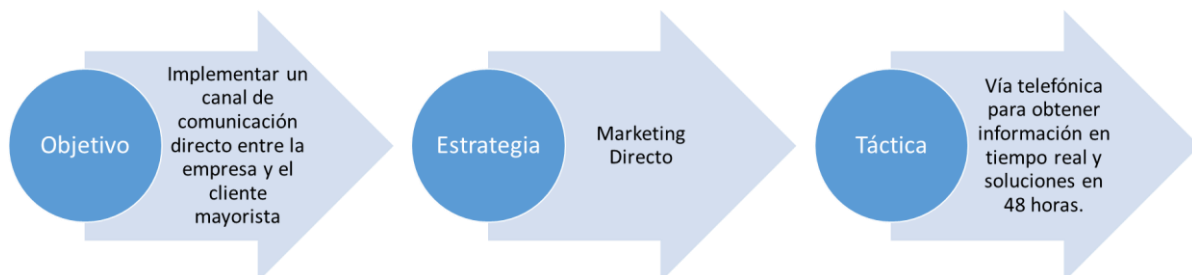 Objetivo
Implementar un
canal de
comunicación
directo entre la
empresa y el
cliente
mayorista
Estrategia
Marketing
Directo
Táctica
Vía telefónica
para obtener
información en
tiempo real y
soluciones en
48 horas.